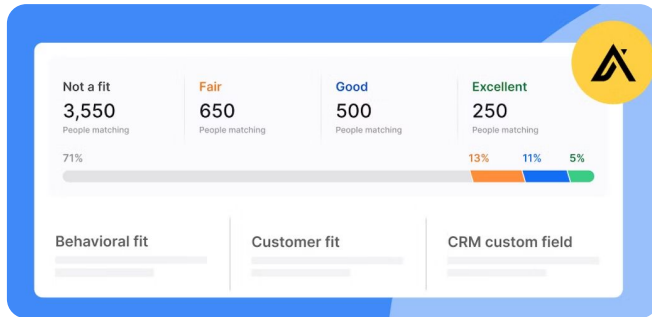 Not a fit
Fair
Good
Excellent
3,550
650
500
250
People matching
People matching
People matching
People matching
71%
13%
11%
5%
Behavioral fit
Customer fit
CRM custom field